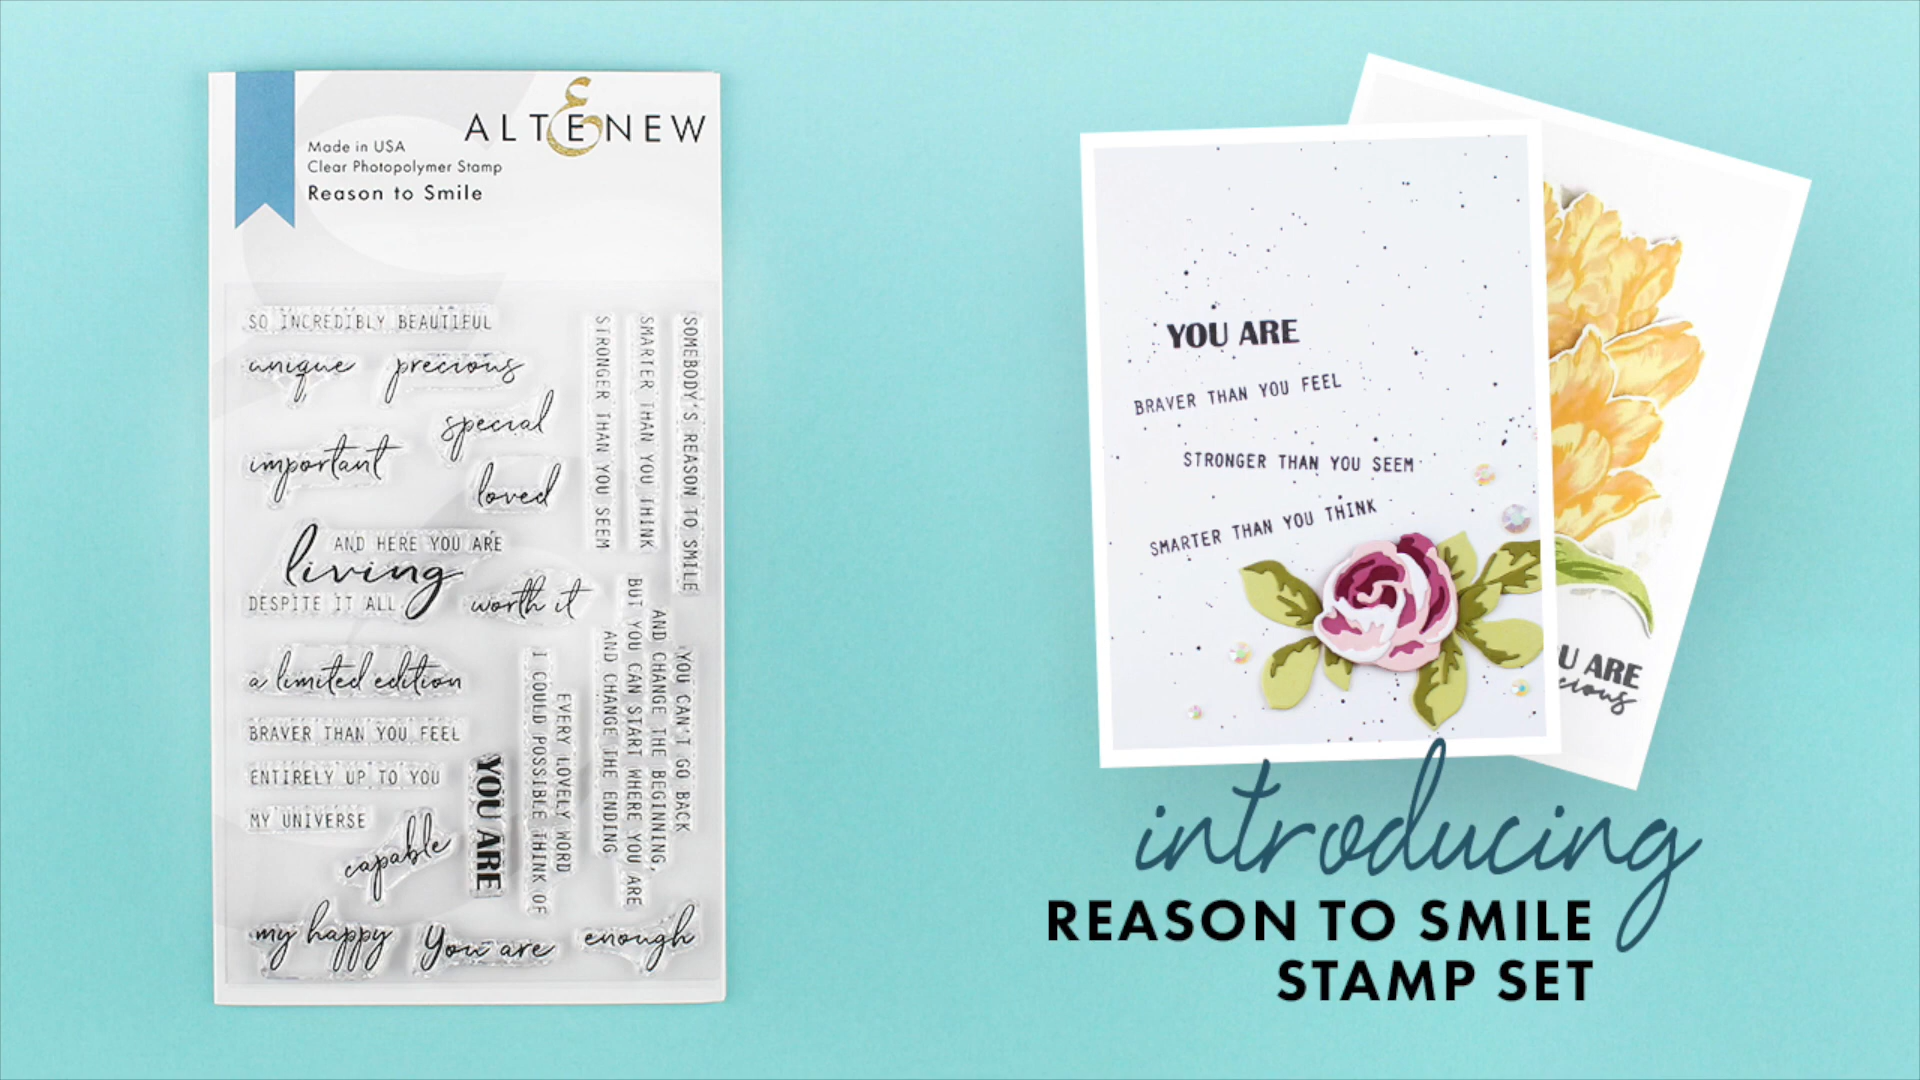 ALTENEW
Made in USA
Clear Photopolymer Stamp
Reason to Smile
SO INCREDIBLY BEAUTIFUL
unique
precious
special
important
loved
AND HERE YOU ARE
living
DESPITE IT ALL
worth it
a limited edition
BRAVER THAN YOU FEEL
ENTIRELY UP TO YOU
MY UNIVERSE
capable
YOU ARE
my happy
You are
enough
SOMEBODY'S REASON TO SMILE
SMARTER THAN YOU THINK
STRONGER THAN YOU SEEM
YOU CAN'T GO BACK
AND CHANGE THE BEGINNING,
BUT YOU CAN START WHERE YOU ARE
AND CHANGE THE ENDING
EVERY LOVELY WORD
I COULD POSSIBLE THINK OF
YOU ARE
BRAVER THAN YOU FEEL
STRONGER THAN YOU SEEM
SMARTER THAN YOU THINK
U ARE
cious
introducing
REASON TO SMILE
STAMP SET